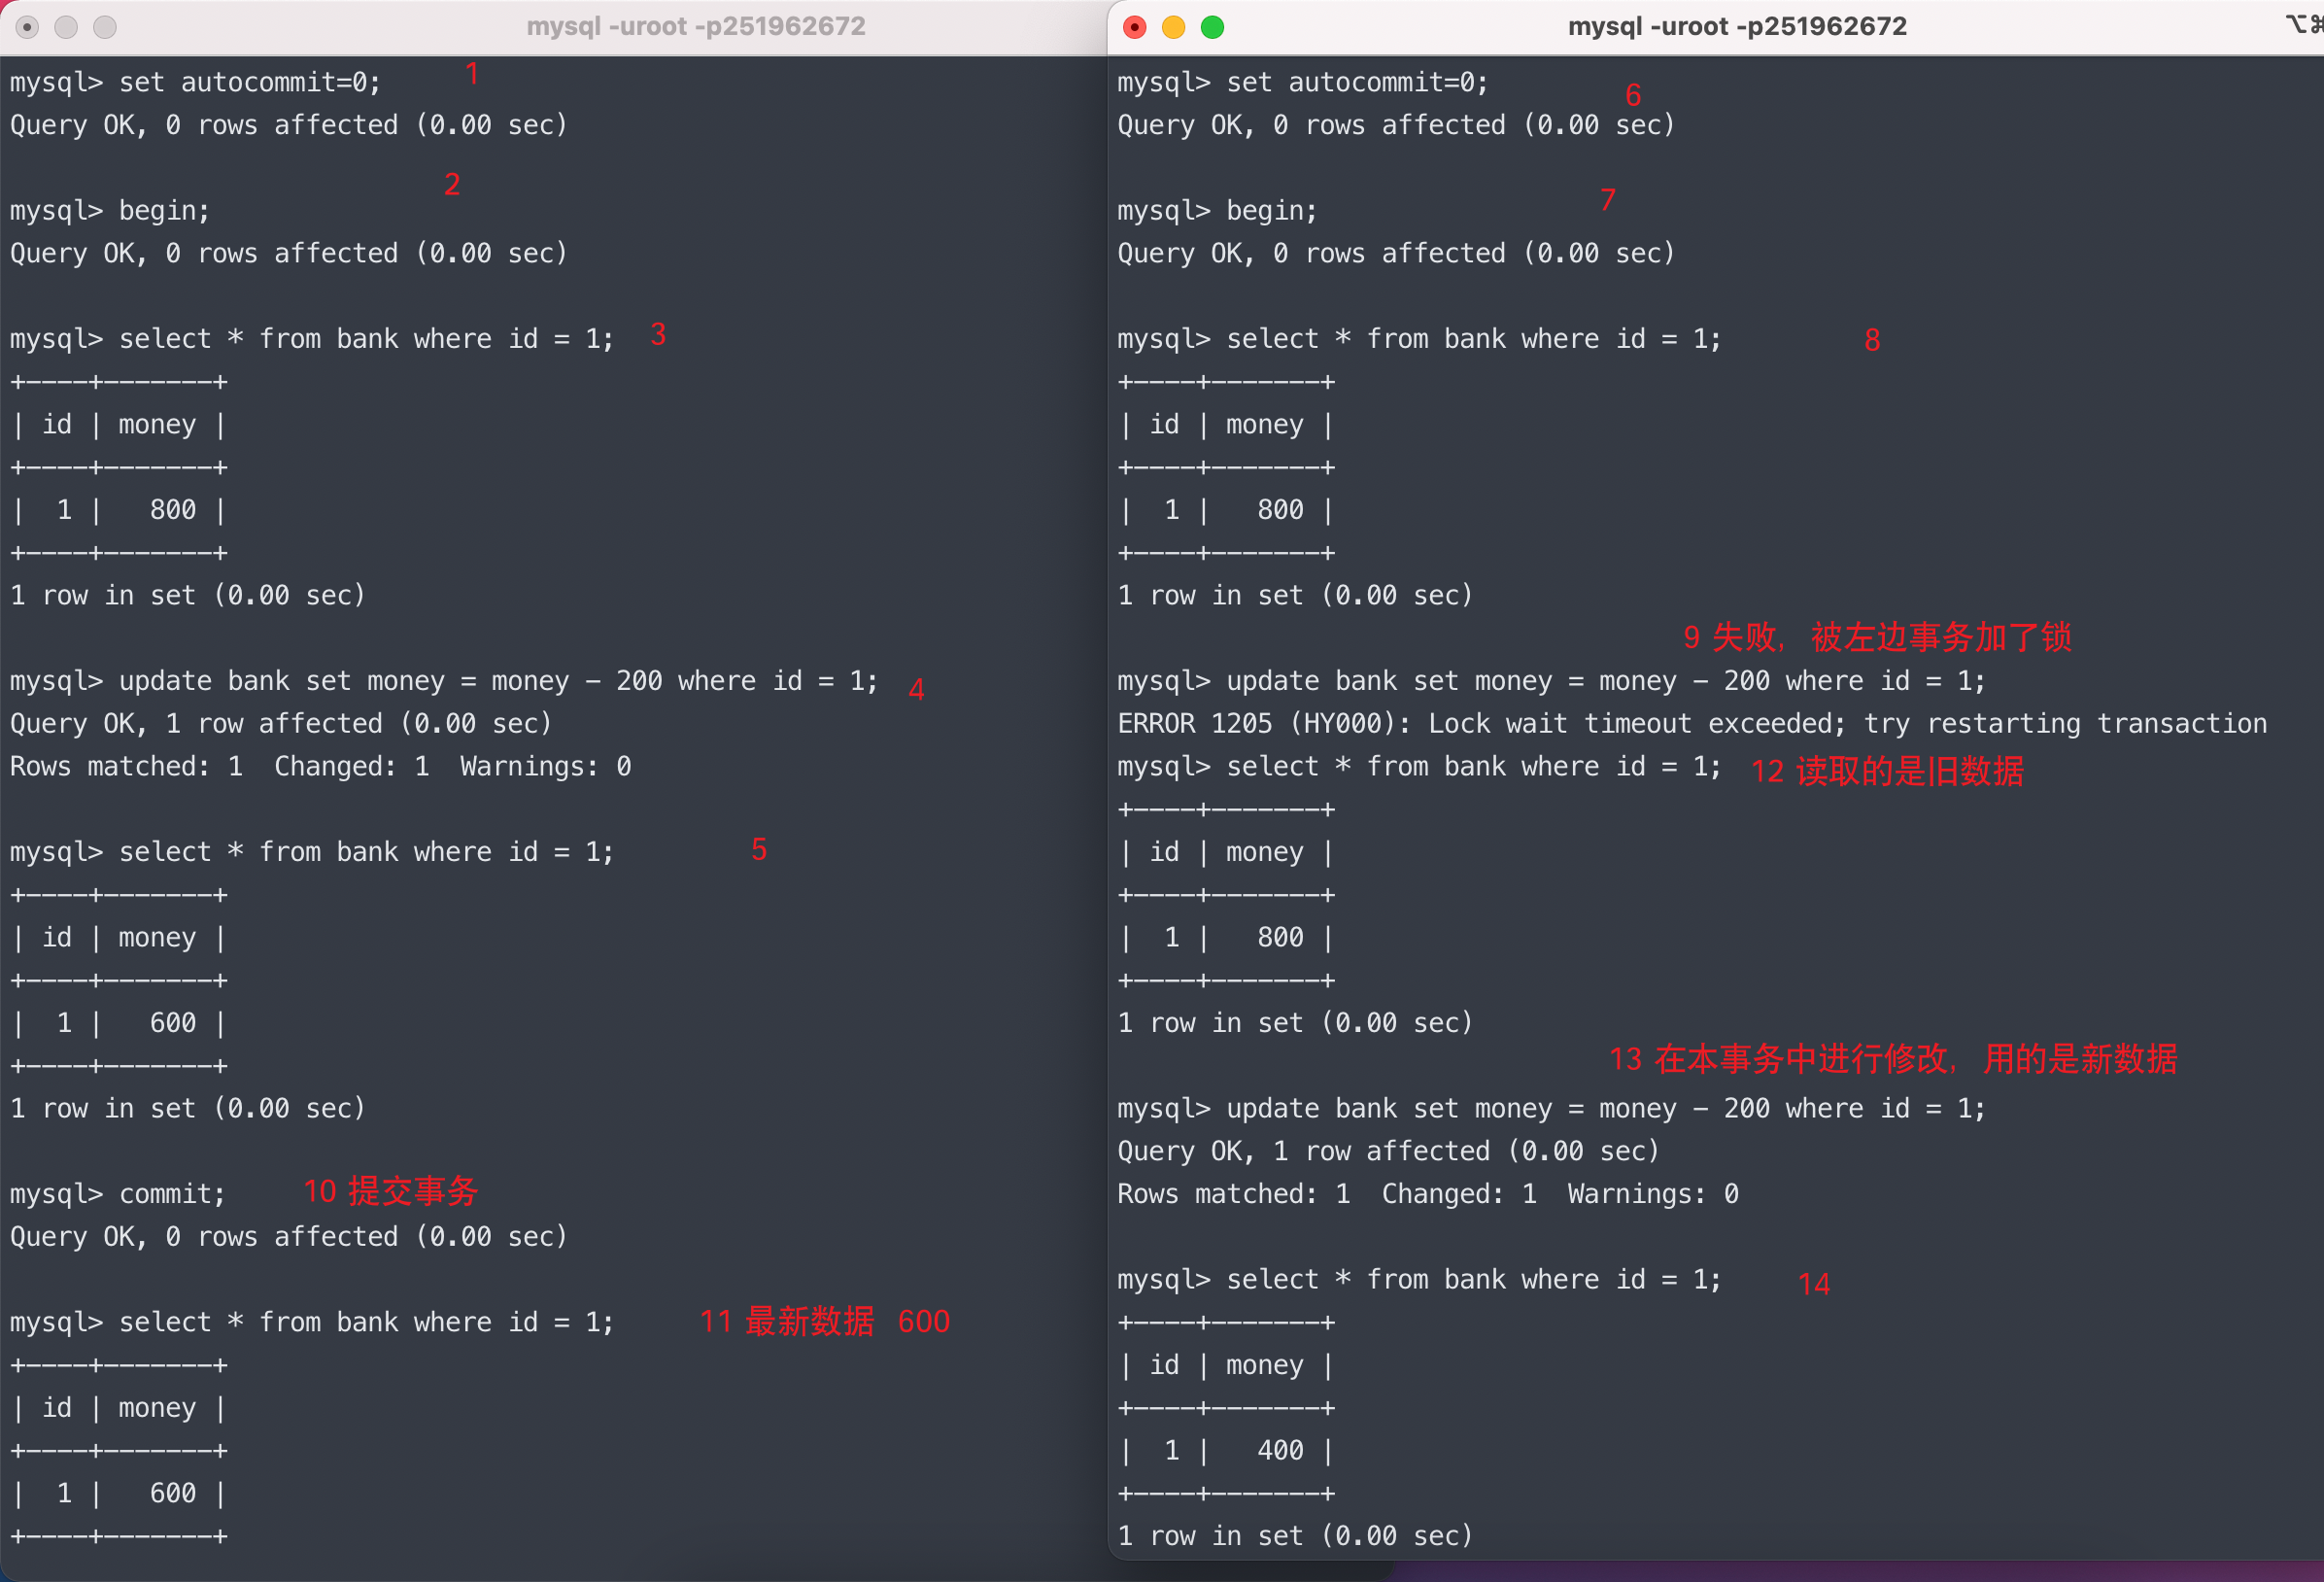 mysql -uroot -p251962672
mysql> set autocommit=0; 1
Query OK, 0 rows affected (0.00 sec)
2
mysql> begin;
Query OK, 0 rows affected (0.00 sec)
mysql> select * from bank where id = 1; 3
+----+-------+
| id | money |
+----+-------+
|  1 |   800 |
+----+-------+
1 row in set (0.00 sec)
mysql> update bank set money = money - 200 where id = 1; 4
Query OK, 1 row affected (0.00 sec)
Rows matched: 1  Changed: 1  Warnings: 0
mysql> select * from bank where id = 1; 5
+----+-------+
| id | money |
+----+-------+
|  1 |   600 |
+----+-------+
1 row in set (0.00 sec)
mysql> commit; 10 提交事务
Query OK, 0 rows affected (0.00 sec)
mysql> select * from bank where id = 1; 11 最新数据 600
+----+-------+
| id | money |
+----+-------+
|  1 |   600 |
+----+-------+
mysql -uroot -p251962672 ⌥⌘
mysql> set autocommit=0; 6
Query OK, 0 rows affected (0.00 sec)
7
mysql> begin;
Query OK, 0 rows affected (0.00 sec)
mysql> select * from bank where id = 1; 8
+----+-------+
| id | money |
+----+-------+
|  1 |   800 |
+----+-------+
1 row in set (0.00 sec)
9 失败，被左边事务加了锁
mysql> update bank set money = money - 200 where id = 1;
ERROR 1205 (HY000): Lock wait timeout exceeded; try restarting transaction
mysql> select * from bank where id = 1; 12 读取的是旧数据
+----+-------+
| id | money |
+----+-------+
|  1 |   800 |
+----+-------+
1 row in set (0.00 sec)
13 在本事务中进行修改，用的是新数据
mysql> update bank set money = money - 200 where id = 1;
Query OK, 1 row affected (0.00 sec)
Rows matched: 1  Changed: 1  Warnings: 0
mysql> select * from bank where id = 1; 14
+----+-------+
| id | money |
+----+-------+
|  1 |   400 |
+----+-------+
1 row in set (0.00 sec)